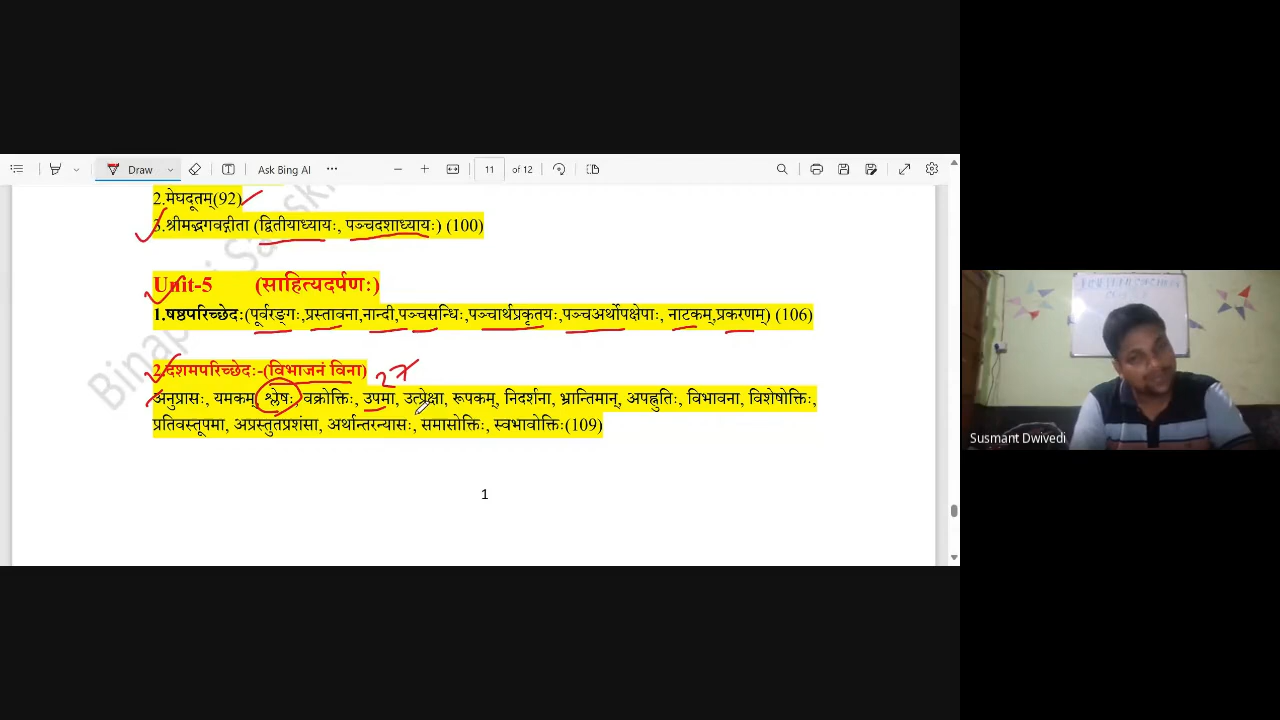 Draw
Ask Bing AI
11
of 12
2.मेघदूतम्(92)
3.श्रीमद्भगवद्गीता (द्वितीयाध्यायः, पञ्चदशाध्यायः) (100)
Unit-5 (साहित्यदर्पणः)
1.षष्ठपरिच्छेदः(पूर्वरङ्गः,प्रस्तावना,नान्दी,पञ्चसन्धिः,पञ्चार्थप्रकृतयः,पञ्चअर्थोपक्षेपाः, नाटकम्,प्रकरणम्) (106)
2.दशमपरिच्छेदः-(विभाजनं विना)
27
अनुप्रासः, यमकम्, श्लेषः, वक्रोक्तिः, उपमा, उत्प्रेक्षा, रूपकम्, निदर्शना, भ्रान्तिमान्, अपह्नुतिः, विभावना, विशेषोक्तिः,
प्रतिवस्तूपमा, अप्रस्तुतप्रशंसा, अर्थान्तरन्यासः, समासोक्तिः, स्वभावोक्तिः(109)
1
Susmant Dwivedi